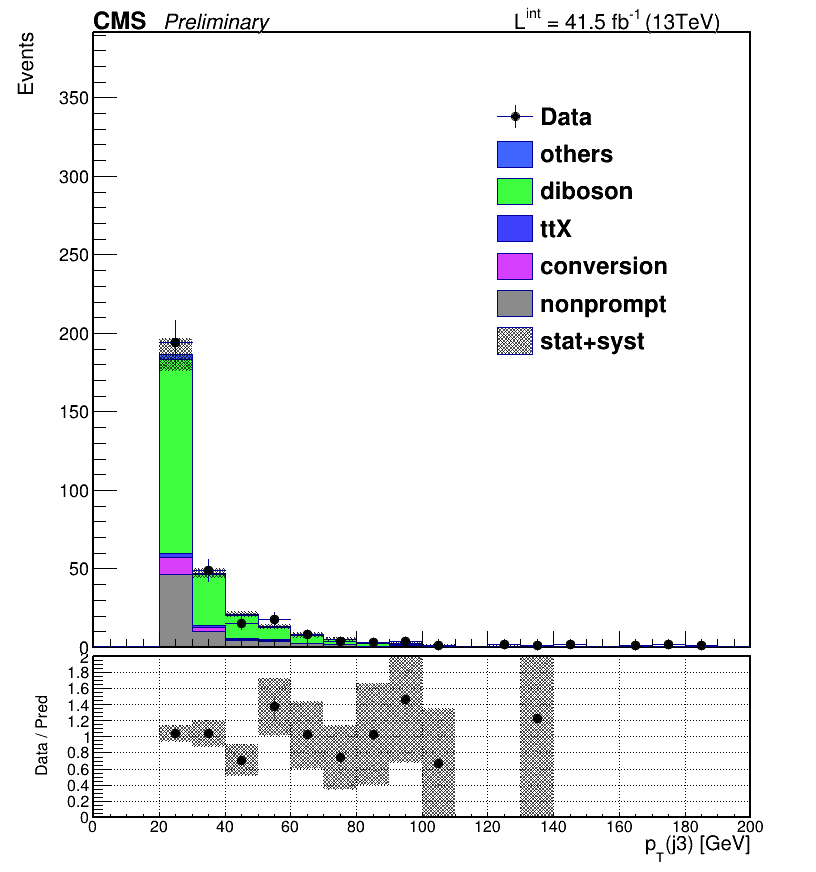 CMS Preliminary L^int = 41.5 fb^-1 (13TeV)
Events
350
300
250
200
150
100
50
0
Data
others
diboson
ttX
conversion
nonprompt
stat+syst
Data / Pred
2
1.8
1.6
1.4
1.2
1
0.8
0.6
0.4
0.2
0
0 20 40 60 80 100 120 140 160 180 200
p_T(j3) [GeV]